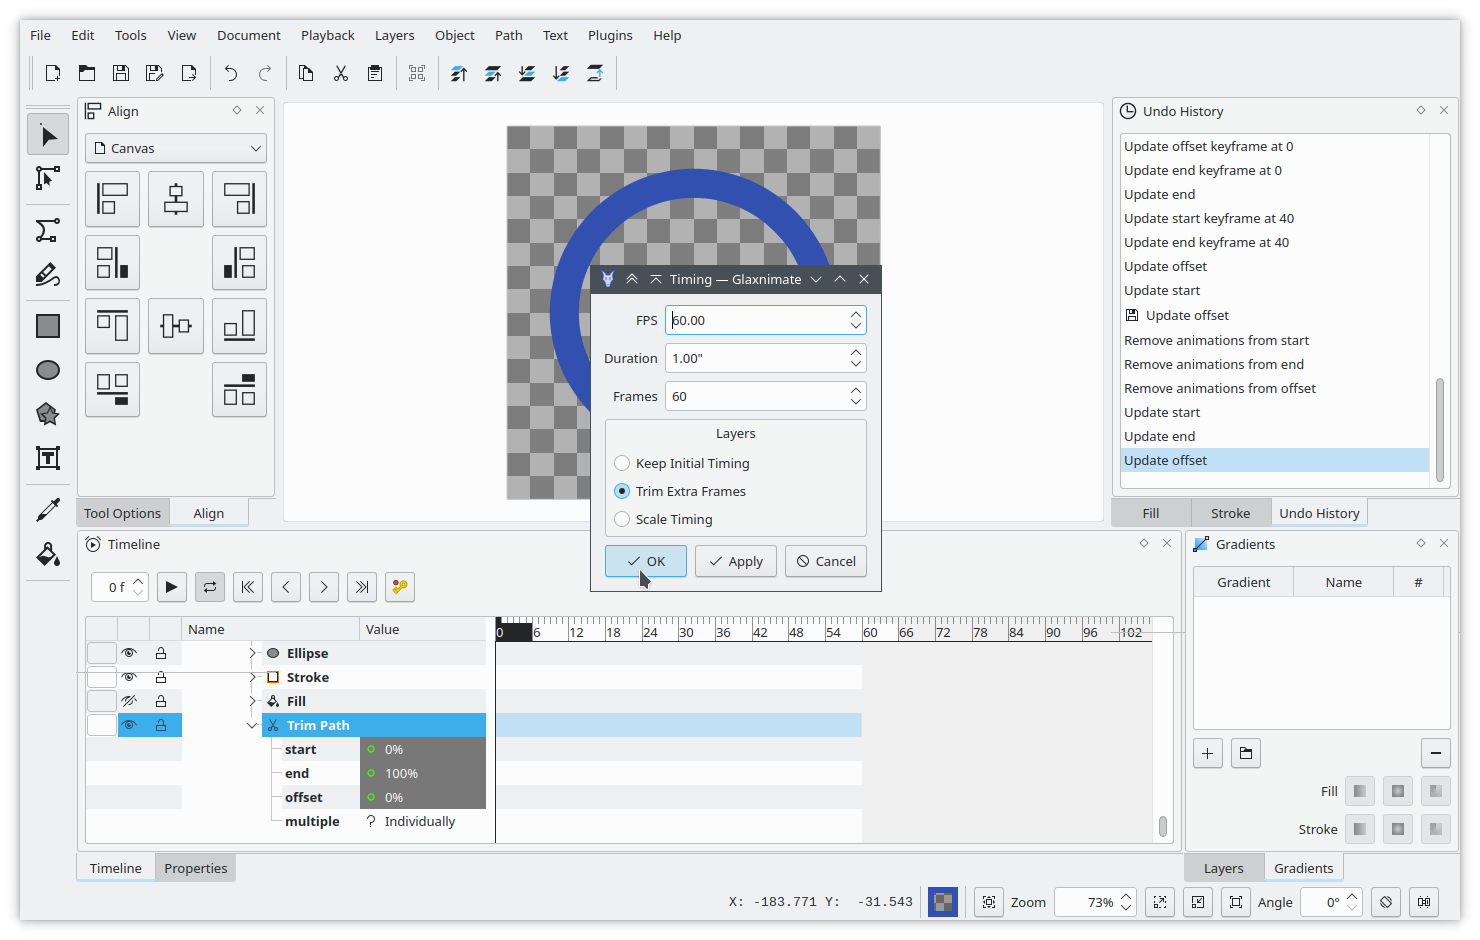 File Edit Tools View Document Playback Layers Object Path Text Plugins Help
Align
Canvas
Tool Options Align
Timing — Glaxnimate
FPS 60.00
Duration 1.00"
Frames 60
Layers
Keep Initial Timing
Trim Extra Frames
Scale Timing
OK Apply Cancel
Undo History
Update offset keyframe at 0
Update end keyframe at 0
Update end
Update start keyframe at 40
Update end keyframe at 40
Update offset
Update start
Update offset
Remove animations from start
Remove animations from end
Remove animations from offset
Update start
Update end
Update offset
Fill Stroke Undo History
Timeline
0 f
Name Value
0 6 12 18 24 30 36 42 48 54 60 66 72 78 84 90 96 102
Ellipse
Stroke
Fill
Trim Path
start 0%
end 100%
offset 0%
multiple ? Individually
Timeline Properties
Gradients
Gradient Name #
Fill
Stroke
Layers Gradients
X: -183.771 Y: -31.543 Zoom 73% Angle 0°